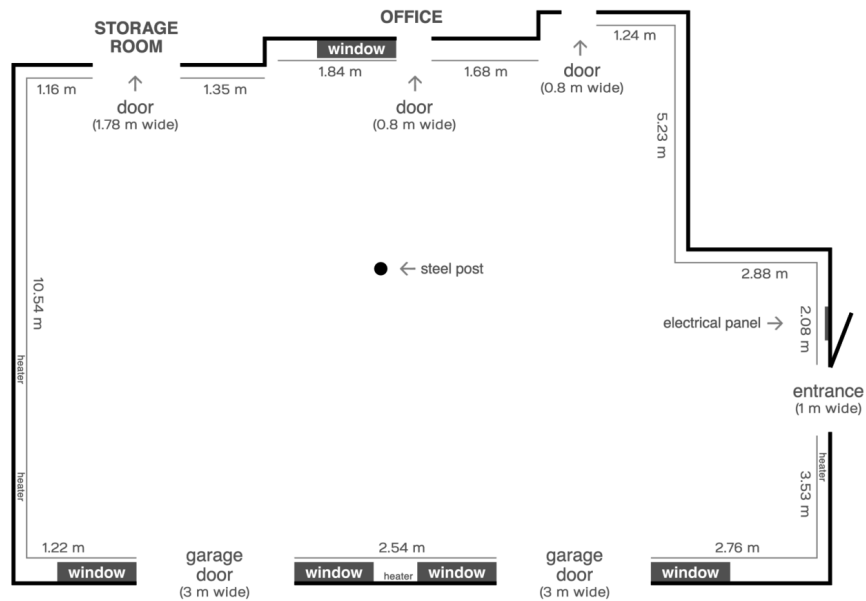 OFFICE
STORAGE
ROOM
window
1.24 m
1.84 m
1.68 m
door
(0.8 m wide)
1.16 m
1.35 m
door
(1.78 m wide)
door
(0.8 m wide)
5.23 m
steel post
2.88 m
10.54 m
electrical panel
2.08 m
heater
entrance
(1 m wide)
heater
heater
3.53 m
1.22 m
garage
door
(3 m wide)
2.54 m
garage
door
(3 m wide)
2.76 m
window
window
heater
window
window